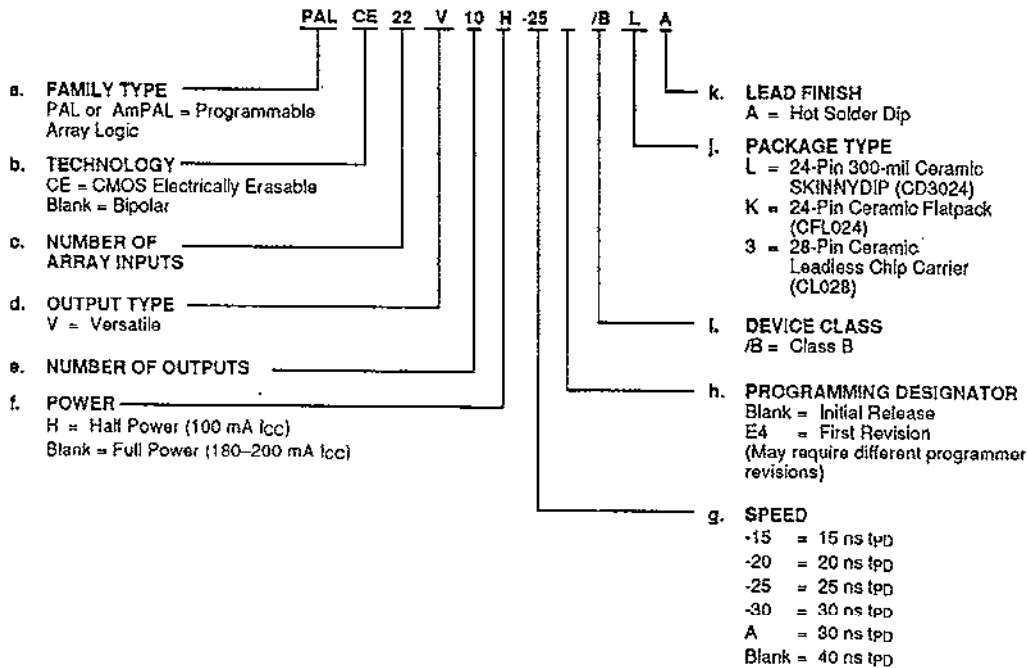 PAL CE 22 V 10 H -25 /B L A
a. FAMILY TYPE
PAL or AmPAL = Programmable
Array Logic
b. TECHNOLOGY
CE = CMOS Electrically Erasable
Blank = Bipolar
c. NUMBER OF
ARRAY INPUTS
d. OUTPUT TYPE
V = Versatile
e. NUMBER OF OUTPUTS
f. POWER
H = Half Power (100 mA ICC)
Blank = Full Power (180–200 mA ICC)
k. LEAD FINISH
A = Hot Solder Dip
j. PACKAGE TYPE
L = 24-Pin 300-mil Ceramic
SKINNYDIP (CD3024)
K = 24-Pin Ceramic Flatpack
(CFL024)
3 = 28-Pin Ceramic
Leadless Chip Carrier
(CL028)
i. DEVICE CLASS
/B = Class B
h. PROGRAMMING DESIGNATOR
Blank = Initial Release
E4 = First Revision
(May require different programmer
revisions)
g. SPEED
-15 = 15 ns tPD
-20 = 20 ns tPD
-25 = 25 ns tPD
-30 = 30 ns tPD
A = 30 ns tPD
Blank = 40 ns tPD